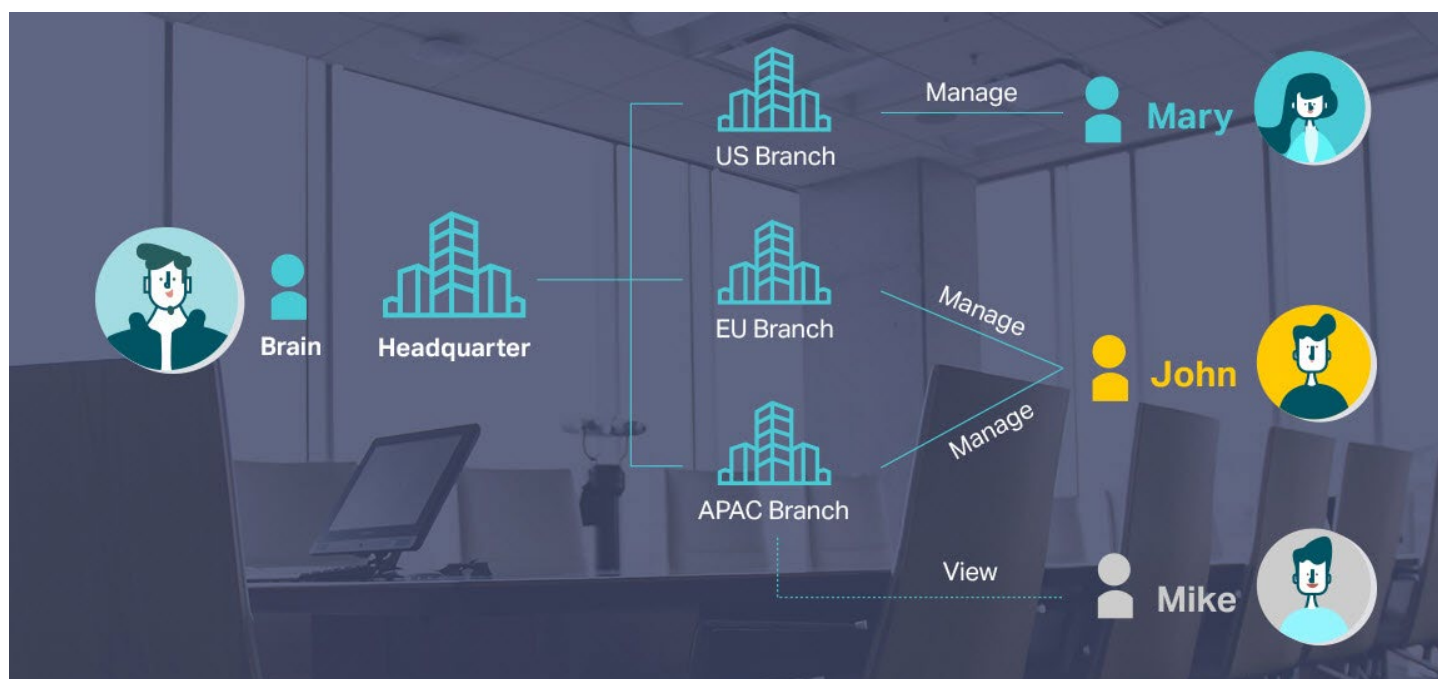 Manage
Mary
US Branch
Brain
Headquarter
EU Branch
Manage
John
Manage
APAC Branch
View
Mike